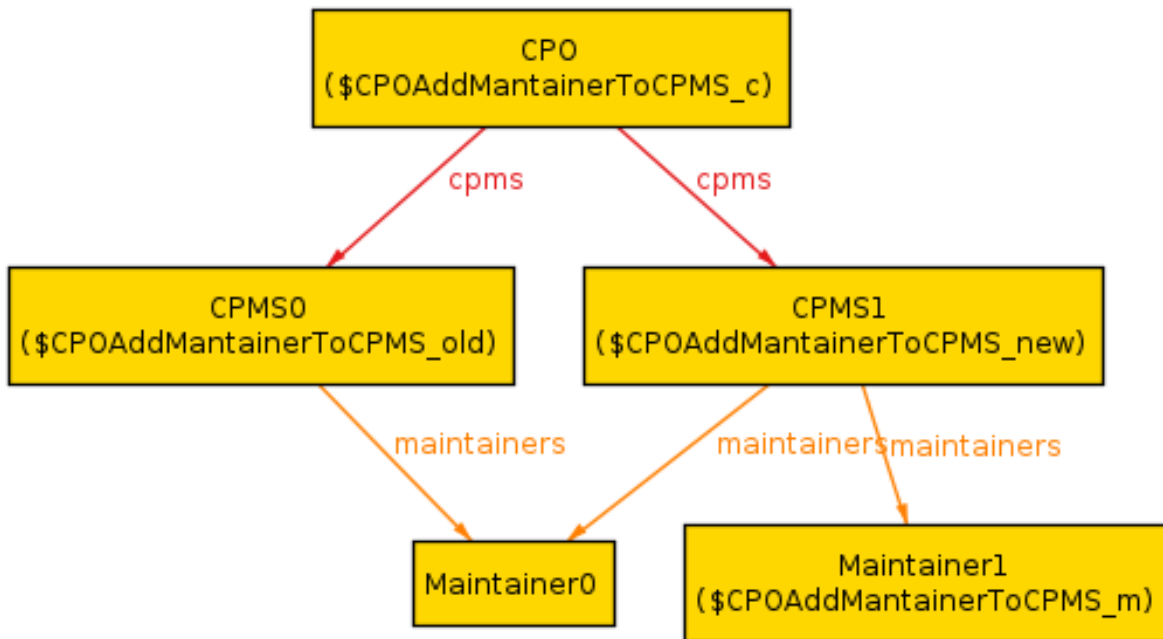 CPO
($CPOAddMantainerToCPMS_c)
cpms
cpms
CPMS0
($CPOAddMantainerToCPMS_old)
CPMS1
($CPOAddMantainerToCPMS_new)
maintainers
maintainers
maintainers
Maintainer0
Maintainer1
($CPOAddMantainerToCPMS_m)